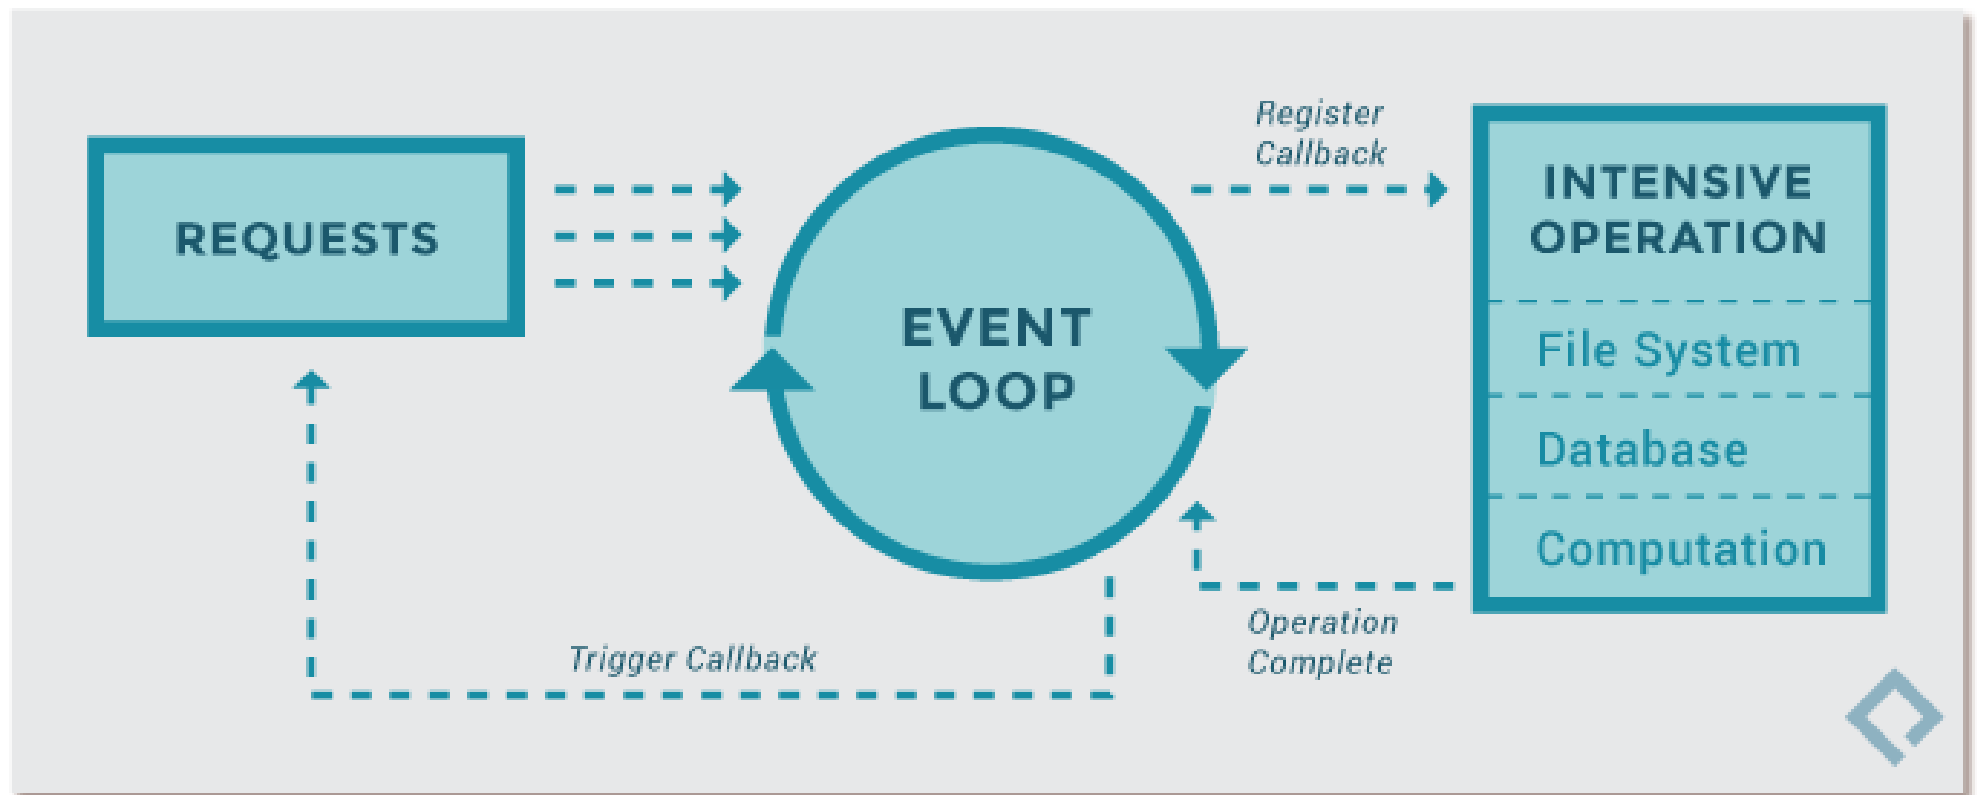 REQUESTS
EVENT
LOOP
Register
Callback
INTENSIVE
OPERATION
File System
Database
Computation
Operation
Complete
Trigger Callback